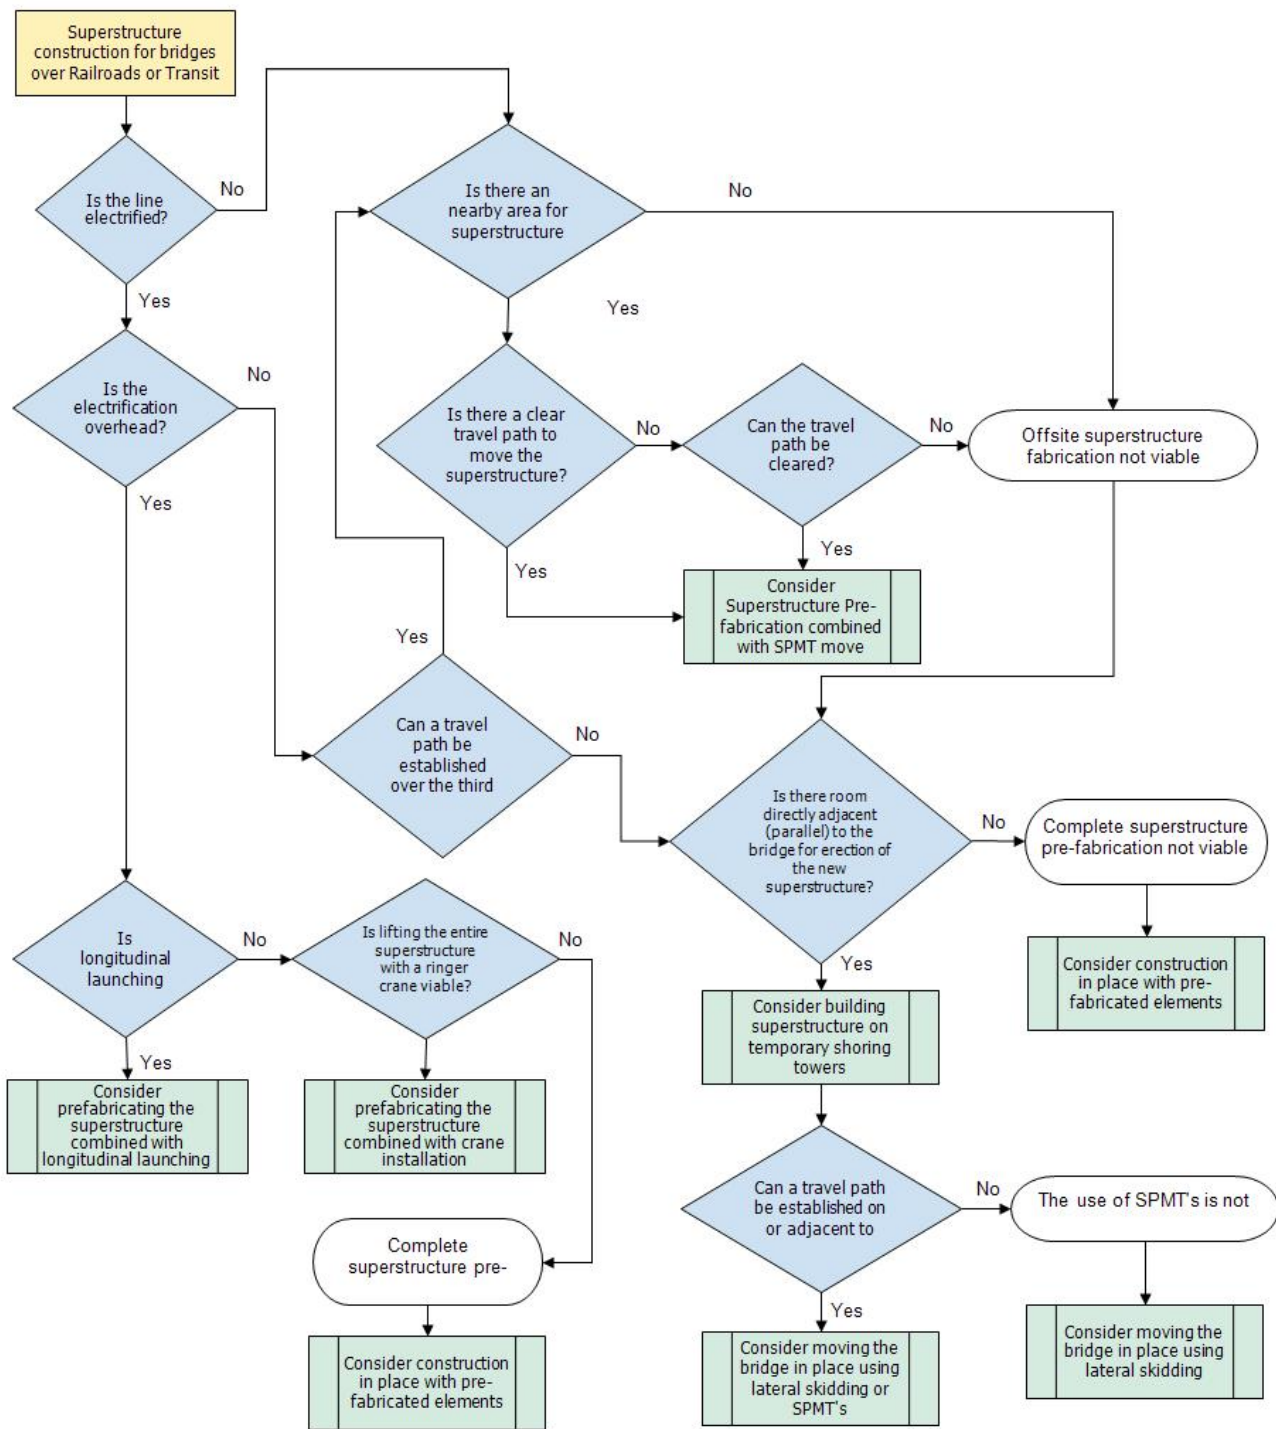 Superstructure
construction for bridges
over Railroads or Transit
Is the line
electrified?
No
Yes
Is there an
nearby area for
superstructure
No
Yes
Is the
electrification
overhead?
No
Yes
Is there a clear
travel path to
move the
superstructure?
No
Yes
Can the travel
path be
cleared?
No
Yes
Offsite superstructure
fabrication not viable
Consider
Superstructure Pre-
fabrication combined
with SPMT move
Yes
Can a travel
path be
established
over the third
No
Is there room
directly adjacent
(parallel) to the
bridge for erection of
the new
superstructure?
No
Yes
Complete superstructure
pre-fabrication not viable
Consider construction
in place with pre-
fabricated elements
Is
longitudinal
launching
No
Yes
Is lifting the entire
superstructure
with a ringer
crane viable?
No
Consider
prefabricating the
superstructure
combined with
longitudinal launching
Consider
prefabricating the
superstructure
combined with crane
installation
Consider building
superstructure on
temporary shoring
towers
Can a travel path
be established on
or adjacent to
No
Yes
The use of SPMT's is not
Complete
superstructure pre-
Consider construction
in place with pre-
fabricated elements
Consider moving the
bridge in place using
lateral skidding or
SPMT's
Consider moving the
bridge in place using
lateral skidding